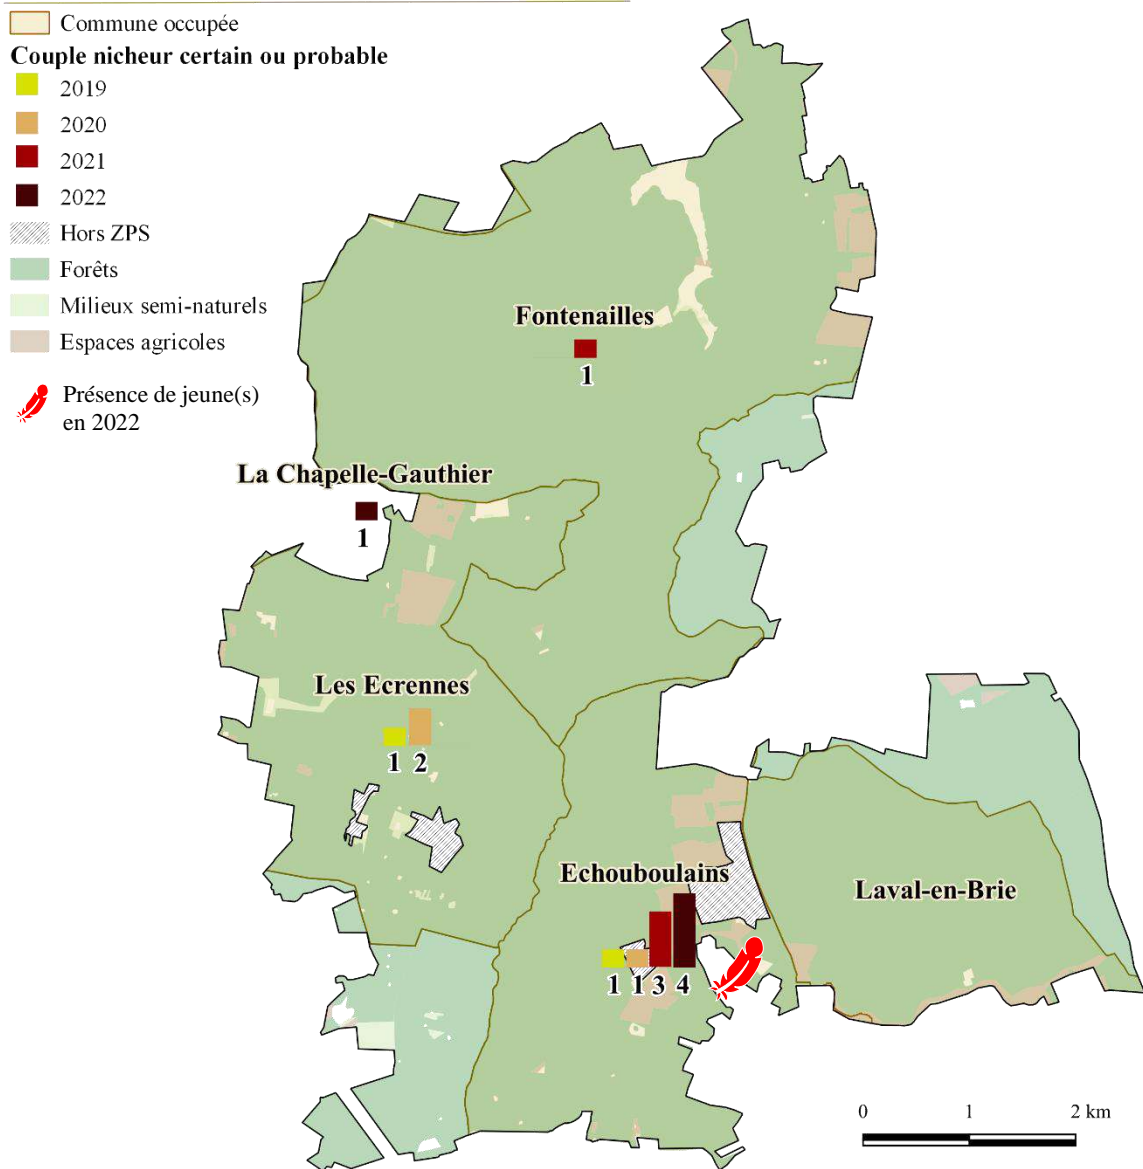 Commune occupée
Couple nicheur certain ou probable
2019
2020
2021
2022
Hors ZPS
Forêts
Milieux semi-naturels
Espaces agricoles
Présence de jeune(s)
en 2022
Fontenailles
1
La Chapelle-Gauthier
1
Les Ecrennes
1 2
Echouboulains
1 1 3 4
Laval-en-Brie
0 1 2 km